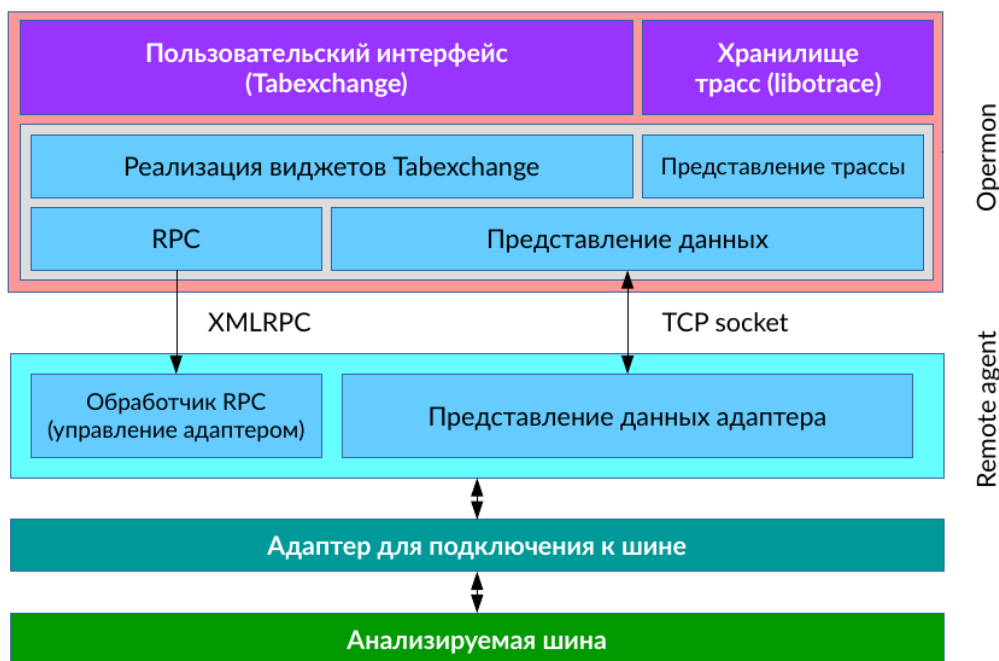 Пользовательский интерфейс
(Tabexchange)
Хранилище
трасс (libotrace)
Реализация виджетов Tabexchange
Представление трассы
RPC
Представление данных
Opermon
XMLRPC
TCP socket
Обработчик RPC
(управление адаптером)
Представление данных адаптера
Remote agent
Адаптер для подключения к шине
Анализируемая шина